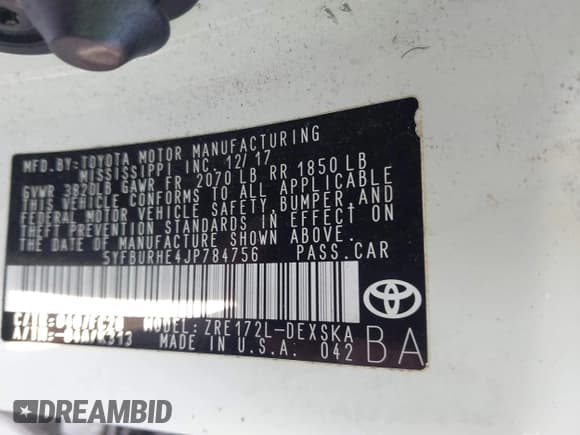 MFD.BY: TOYOTA MOTOR MANUFACTURING
MISSISSIPPI INC. 12/17
GVWR 3820LB GAWR FR 2070 LB RR 1850 LB
THIS VEHICLE CONFORMS TO ALL APPLICABLE
FEDERAL MOTOR VEHICLE SAFETY, BUMPER, AND
THEFT PREVENTION STANDARDS IN EFFECT ON
THE DATE OF MANUFACTURE SHOWN ABOVE.
5YFBURHE4JP784756 PASS.CAR
C/TR: MODEL: ZRE172L-DEXSKA
A/TM: MADE IN U.S.A. 042 BA
DREAMBID